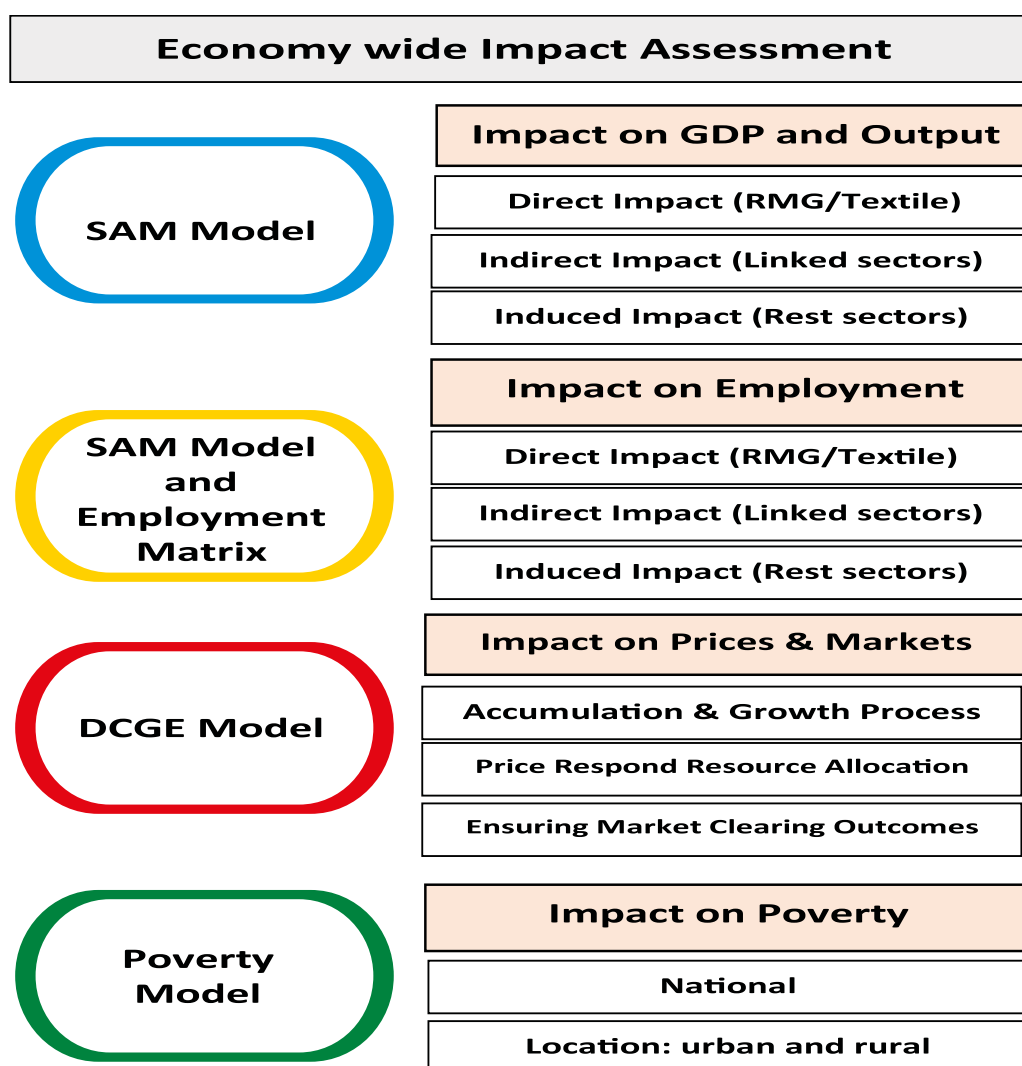 Economy wide Impact Assessment
SAM Model
Impact on GDP and Output
Direct Impact (RMG/Textile)
Indirect Impact (Linked sectors)
Induced Impact (Rest sectors)
SAM Model
and
Employment
Matrix
Impact on Employment
Direct Impact (RMG/Textile)
Indirect Impact (Linked sectors)
Induced Impact (Rest sectors)
DCGE Model
Impact on Prices & Markets
Accumulation & Growth Process
Price Respond Resource Allocation
Ensuring Market Clearing Outcomes
Poverty
Model
Impact on Poverty
National
Location: urban and rural